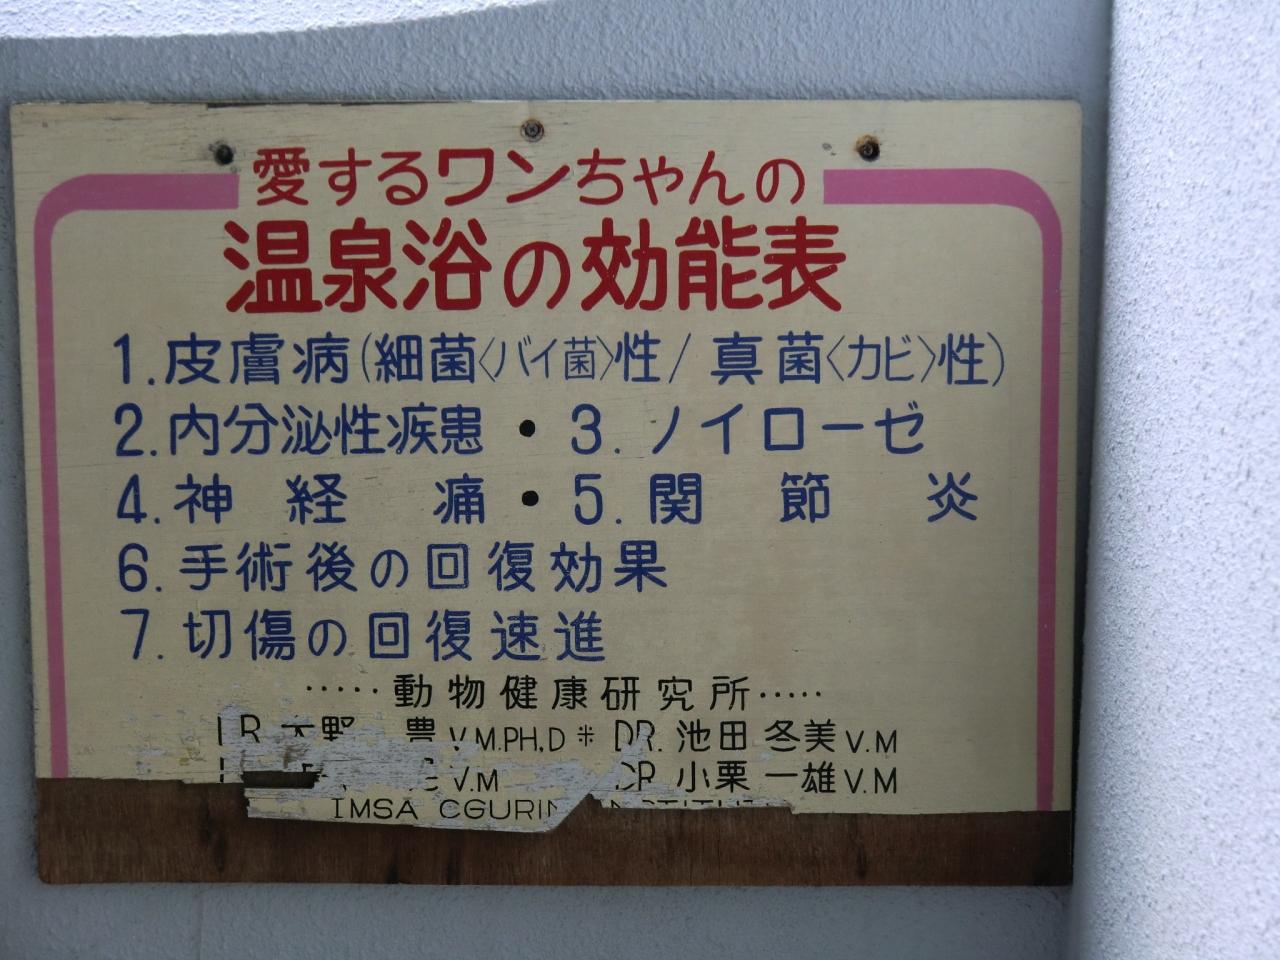 愛するワンちゃんの
温泉浴の効能表
1.皮膚病(細菌〈バイ菌〉性/真菌〈カビ〉性)
2.内分泌性疾患・3.ノイローゼ
4.神経痛・5.関節炎
6.手術後の回復効果
7.切傷の回復速進
·····動物健康研究所·····
豊 V.M.PH.D * DR. 池田 冬美 V.M
V.M DR 小栗 一雄 V.M
IMSA